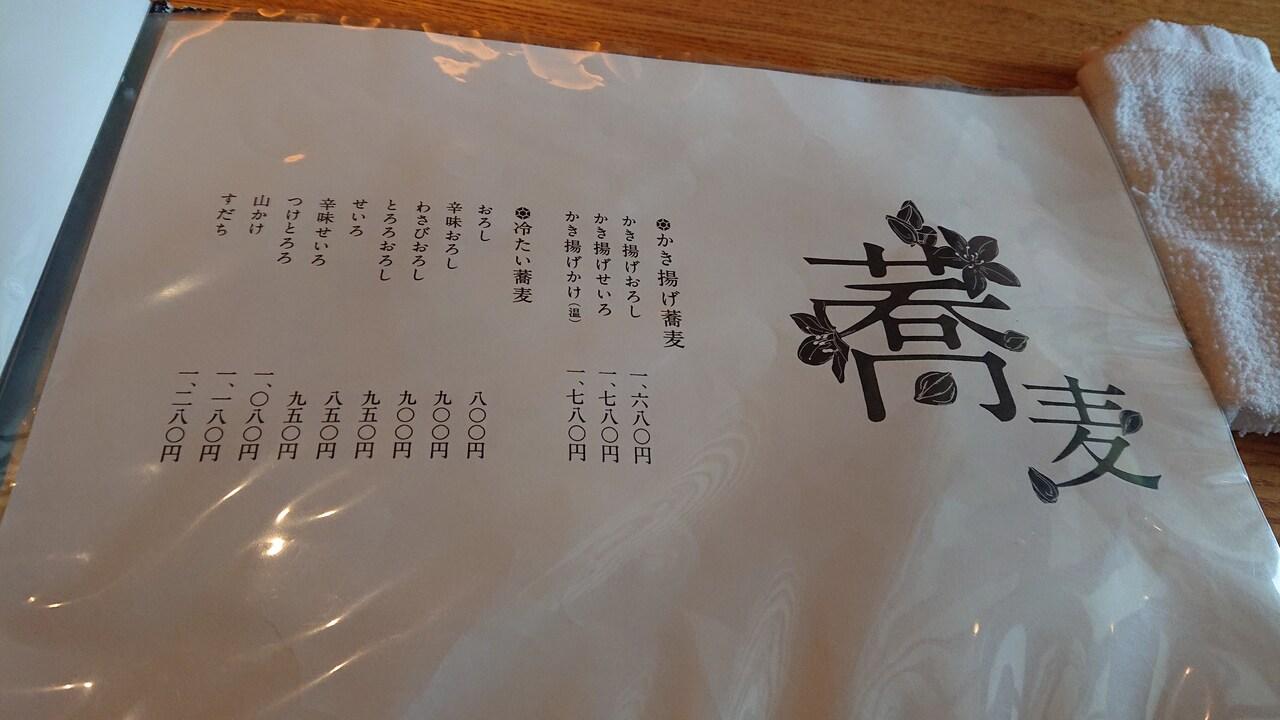 蕎麦
かき揚げ蕎麦
かき揚げおろし 一、六八〇円
かき揚げせいろ 一、七八〇円
かき揚げかけ（温） 一、七八〇円
冷たい蕎麦
おろし 八〇〇円
辛味おろし 九〇〇円
わさびおろし 九〇〇円
とろろおろし 九五〇円
せいろ 八五〇円
辛味せいろ 九五〇円
つけとろろ 一、〇八〇円
山かけ 一、一八〇円
すだち 一、二八〇円